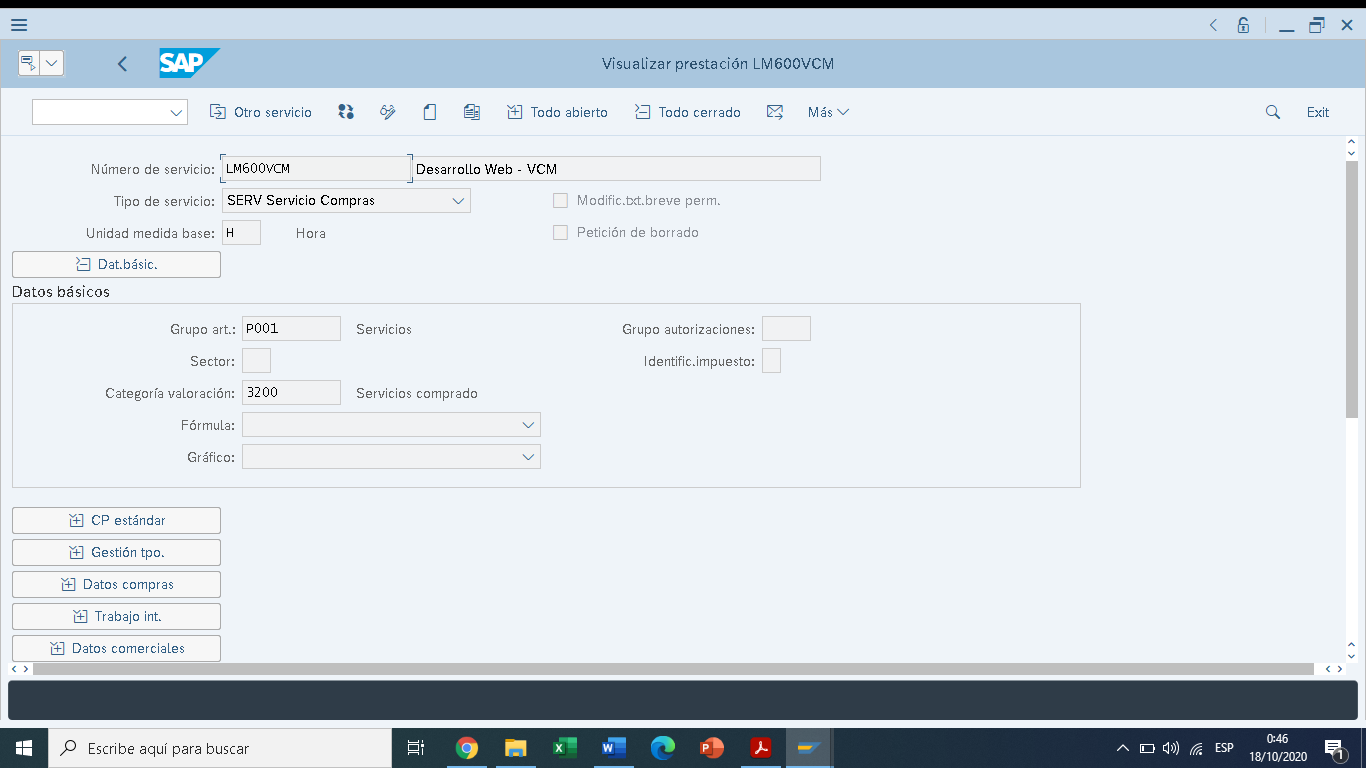 SAP
Visualizar prestación LM600VCM
Otro servicio Todo abierto Todo cerrado Más Exit
Número de servicio: LM600VCM Desarrollo Web - VCM
Tipo de servicio: SERV Servicio Compras Modific.txt.breve perm.
Unidad medida base: H Hora Petición de borrado
Dat.básic.
Datos básicos
Grupo art.: P001 Servicios Grupo autorizaciones:
Sector: Identific.impuesto:
Categoría valoración: 3200 Servicios comprado
Fórmula:
Gráfico:
CP estándar
Gestión tpo.
Datos compras
Trabajo int.
Datos comerciales
Escribe aquí para buscar
ESP
0:46
18/10/2020
1